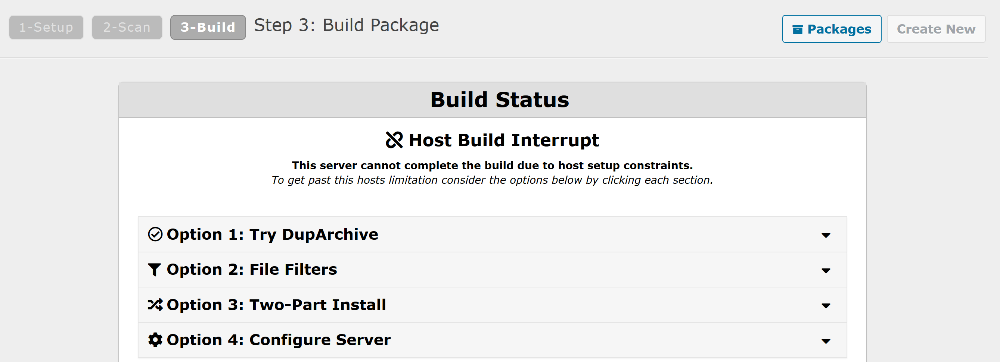 1-Setup 2-Scan 3-Build Step 3: Build Package Packages Create New
Build Status
Host Build Interrupt
This server cannot complete the build due to host setup constraints.
To get past this hosts limitation consider the options below by clicking each section.
Option 1: Try DupArchive
Option 2: File Filters
Option 3: Two-Part Install
Option 4: Configure Server